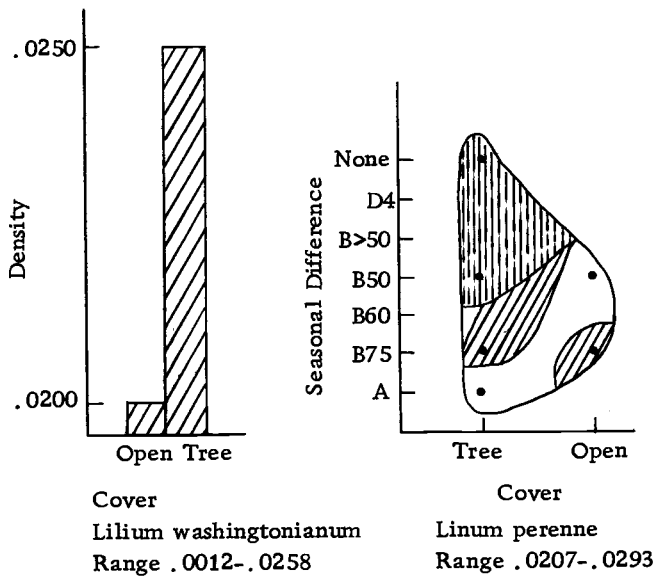 .0250
Density
.0200
Open Tree
Cover
Lilium washingtonianum
Range .0012-.0258
Seasonal Difference
None
D4
B>50
B50
B60
B75
A
Tree Open
Cover
Linum perenne
Range .0207-.0293